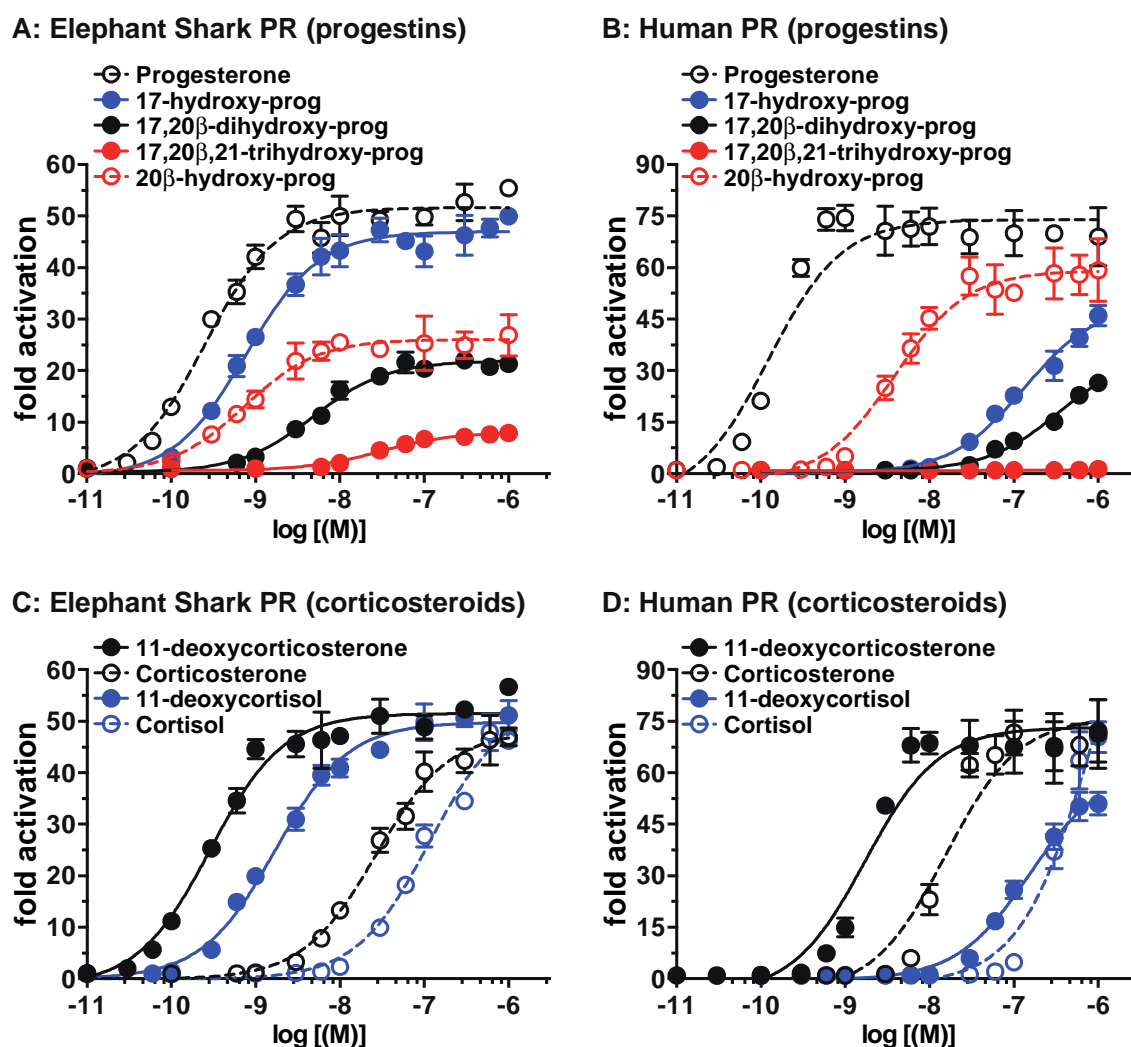 A: Elephant Shark PR (progestins)
Progesterone
17-hydroxy-prog
17,20β-dihydroxy-prog
17,20β,21-trihydroxy-prog
20β-hydroxy-prog
60
50
40
30
20
10
0
fold activation
-11 -10 -9 -8 -7 -6
log [(M)]
B: Human PR (progestins)
Progesterone
17-hydroxy-prog
17,20β-dihydroxy-prog
17,20β,21-trihydroxy-prog
20β-hydroxy-prog
90
75
60
45
30
15
0
fold activation
-11 -10 -9 -8 -7 -6
log [(M)]
C: Elephant Shark PR (corticosteroids)
11-deoxycorticosterone
Corticosterone
11-deoxycortisol
Cortisol
60
50
40
30
20
10
0
fold activation
-11 -10 -9 -8 -7 -6
log [(M)]
D: Human PR (corticosteroids)
11-deoxycorticosterone
Corticosterone
11-deoxycortisol
Cortisol
90
75
60
45
30
15
0
fold activation
-11 -10 -9 -8 -7 -6
log [(M)]